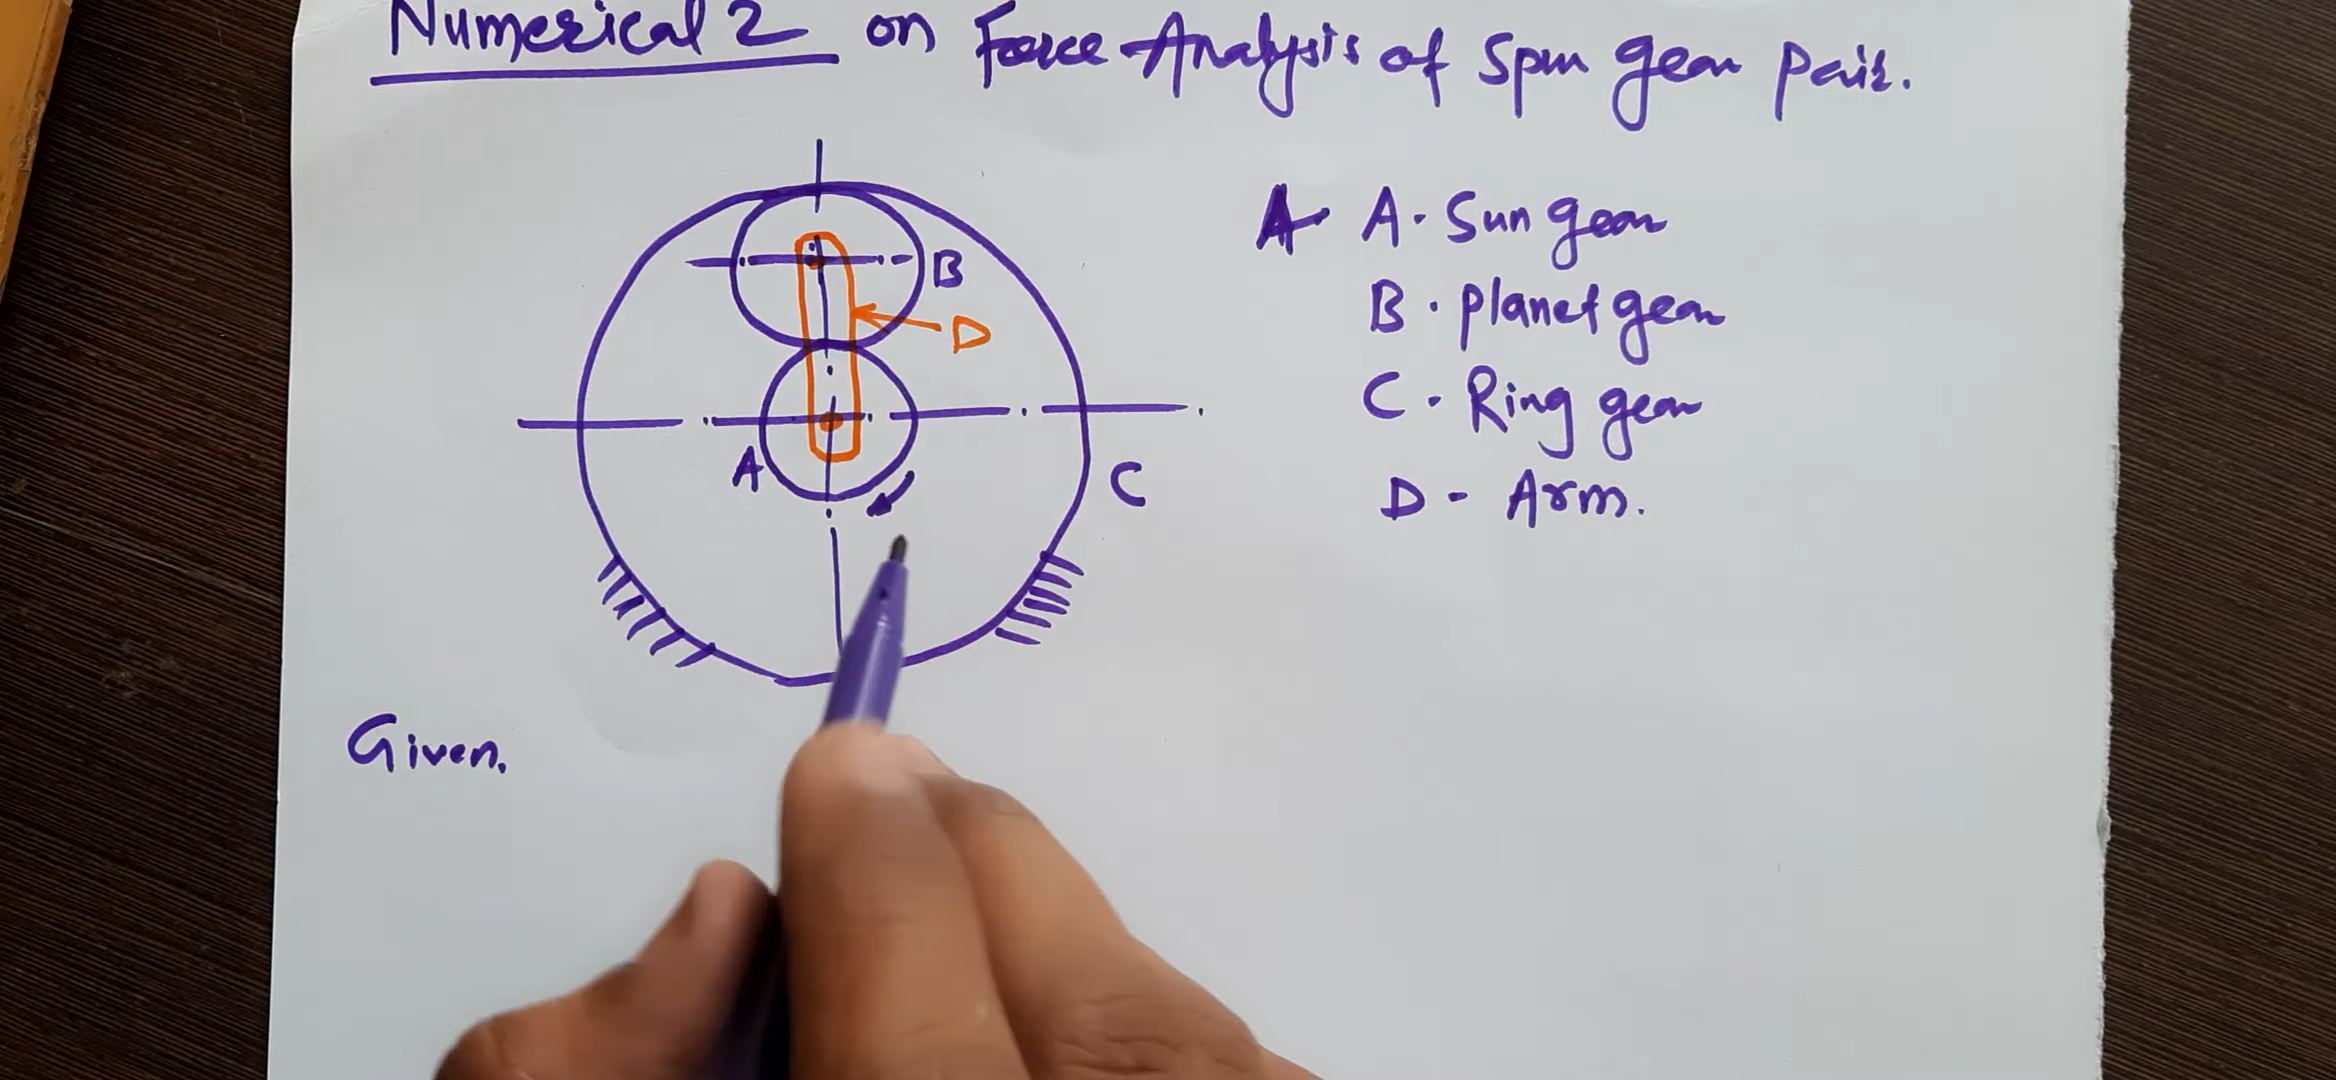 Numerical 2 on Force Analysis of Spur gear pair.
B
D
A
C
A A. Sun gear
B. Planet gear
C. Ring gear
D - Arm.
Given.